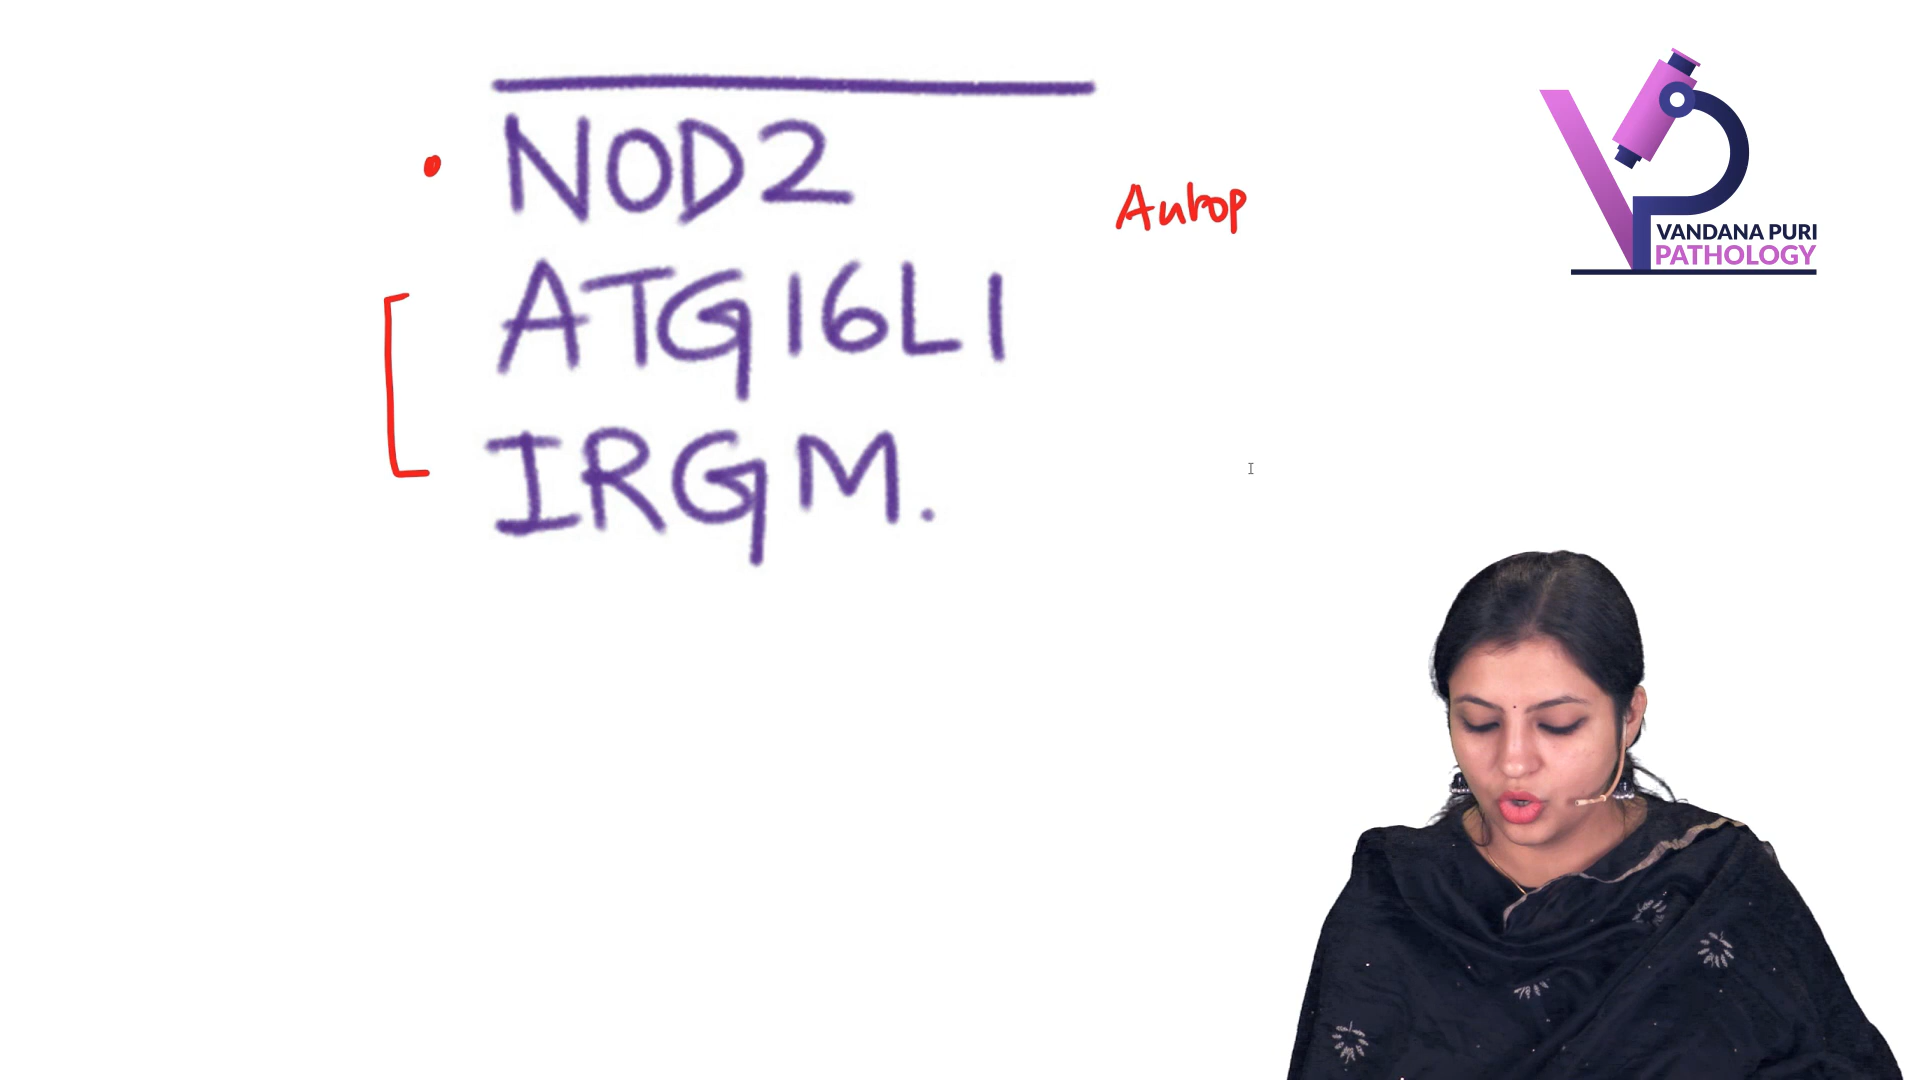 NOD2
Autop
ATG16L1
IRGM.
VANDANA PURI
PATHOLOGY